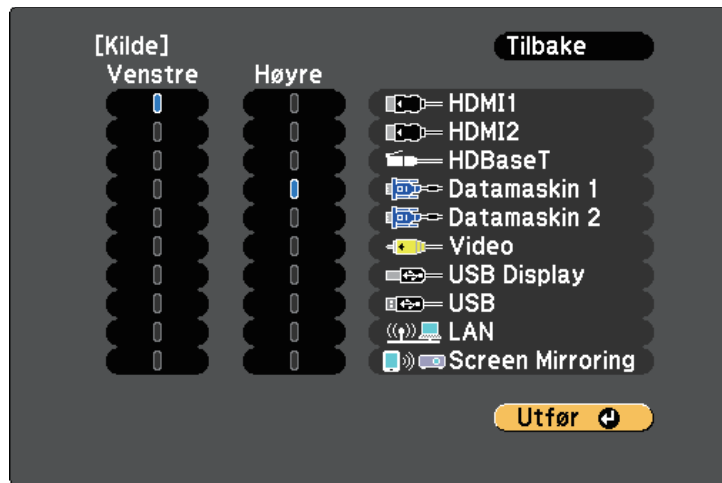 [Kilde]
Tilbake
Venstre Høyre
HDMI1
HDMI2
HDBaseT
Datamaskin 1
Datamaskin 2
Video
USB Display
USB
LAN
Screen Mirroring
Utfør